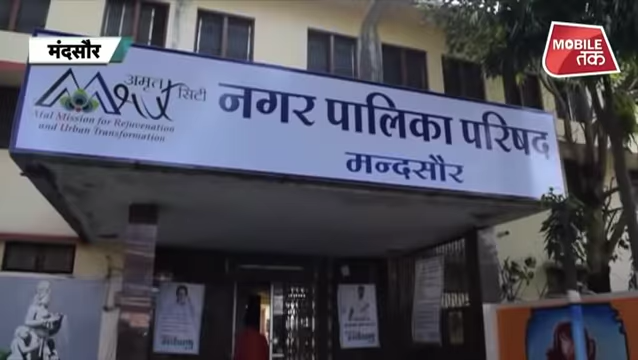 मंदसौर
MOBILE
तक
अमृत
सिटी
Atal Mission for Rejuvenation
and Urban Transformation
नगर पालिका परिषद
मन्दसौर